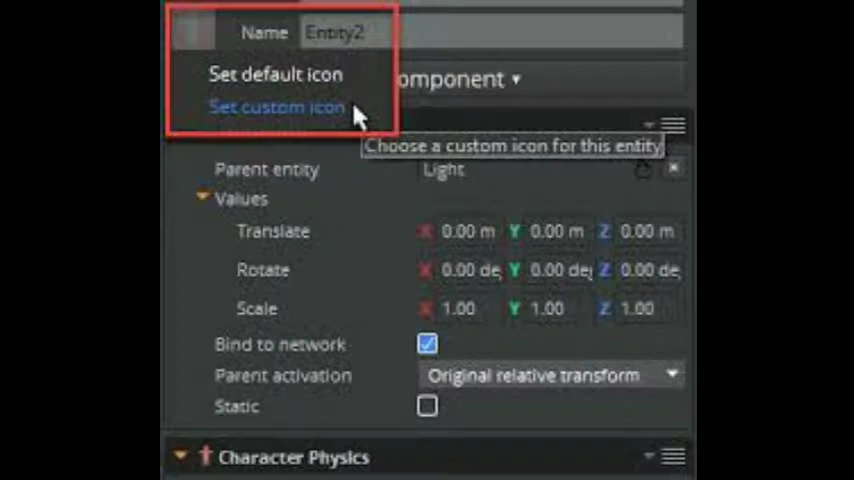 Name Entity2
Set default icon
omponent
Set custom icon
Choose a custom icon for this entity
Parent entity Light
Values
Translate X 0.00 m Y 0.00 m Z 0.00 m
Rotate X 0.00 de Y 0.00 de Z 0.00 de
Scale X 1.00 Y 1.00 Z 1.00
Bind to network
Parent activation Original relative transform
Static
Character Physics